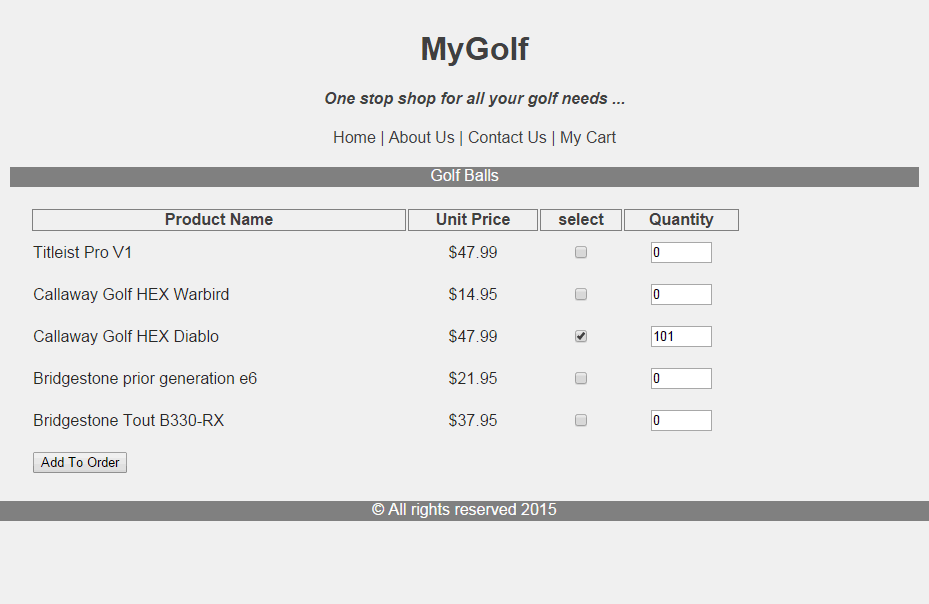 MyGolf
One stop shop for all your golf needs ...
Home | About Us | Contact Us | My Cart
Golf Balls
Product Name Unit Price select Quantity
Titleist Pro V1 $47.99 0
Callaway Golf HEX Warbird $14.95 0
Callaway Golf HEX Diablo $47.99 101
Bridgestone prior generation e6 $21.95 0
Bridgestone Tout B330-RX $37.95 0
Add To Order
© All rights reserved 2015